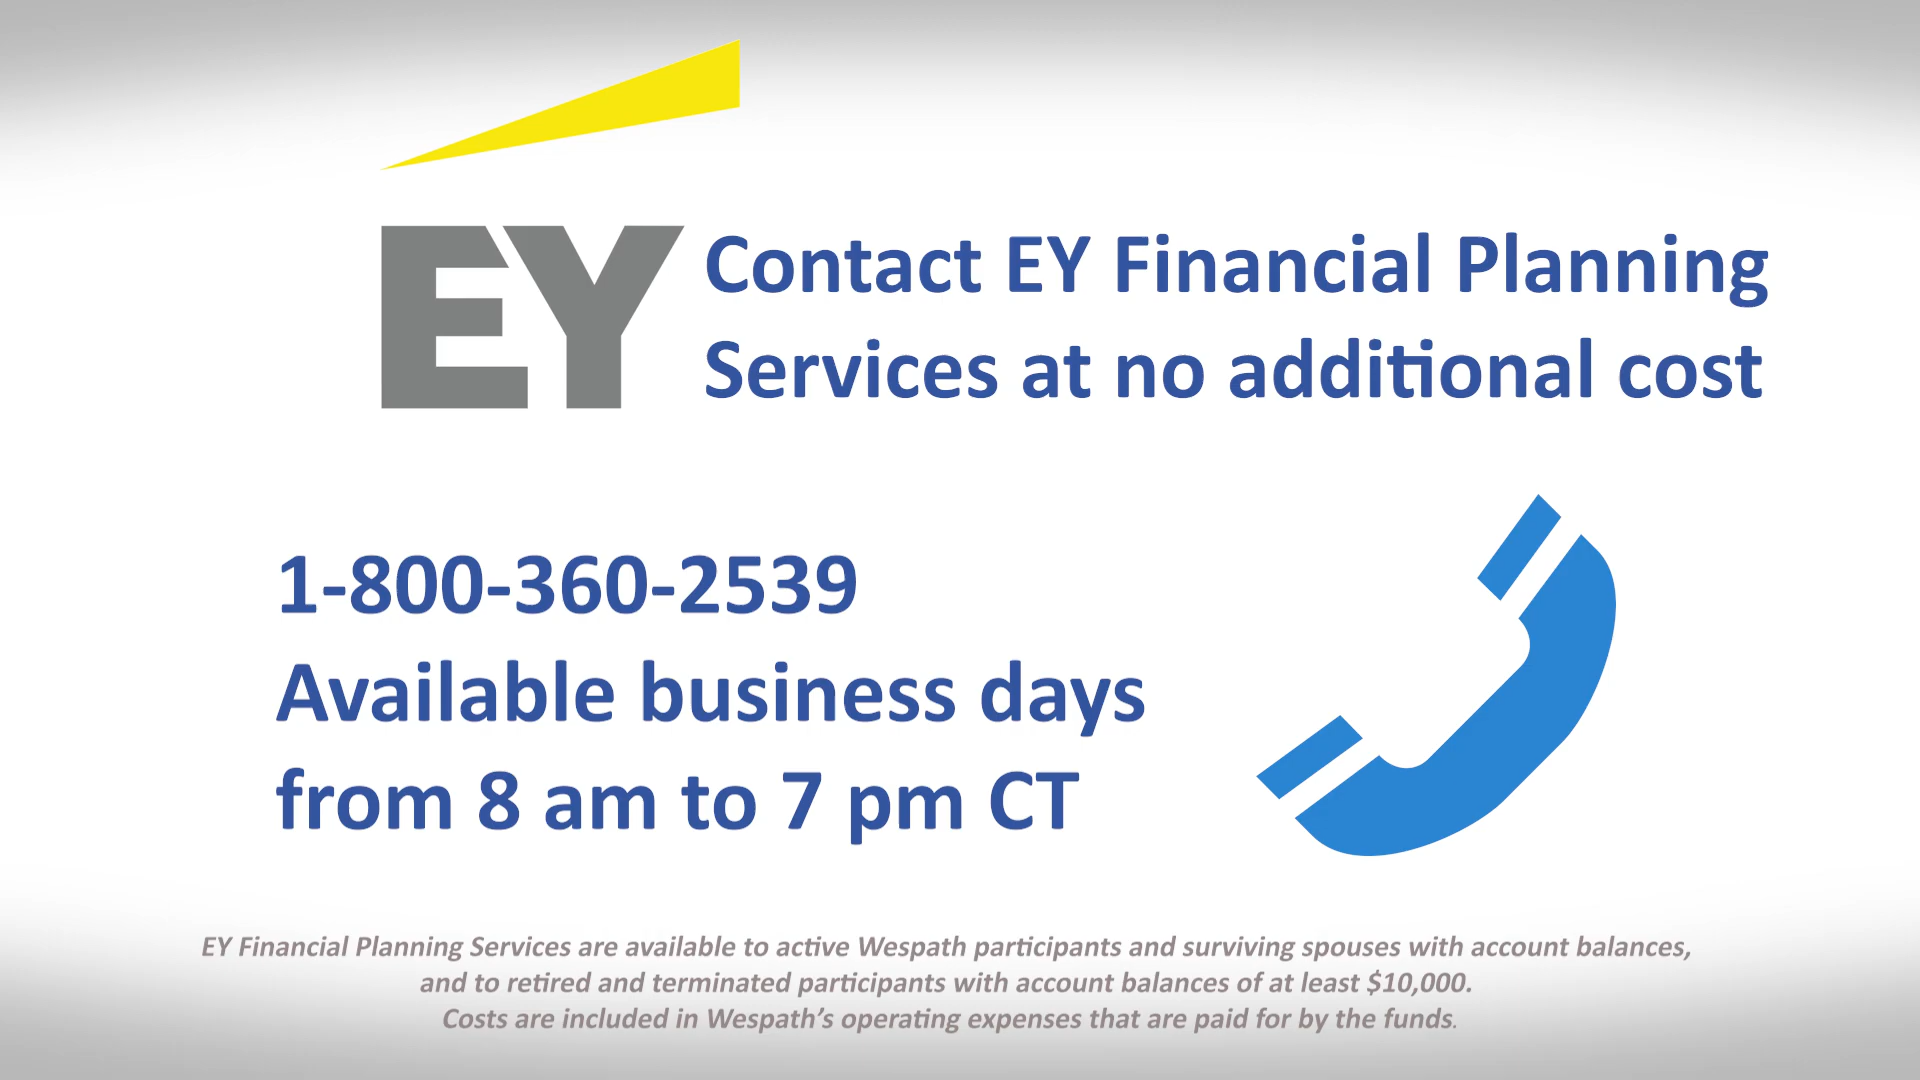 EY
Contact EY Financial Planning
Services at no additional cost
1-800-360-2539
Available business days
from 8 am to 7 pm CT
EY Financial Planning Services are available to active Wespath participants and surviving spouses with account balances,
and to retired and terminated participants with account balances of at least $10,000.
Costs are included in Wespath’s operating expenses that are paid for by the funds.